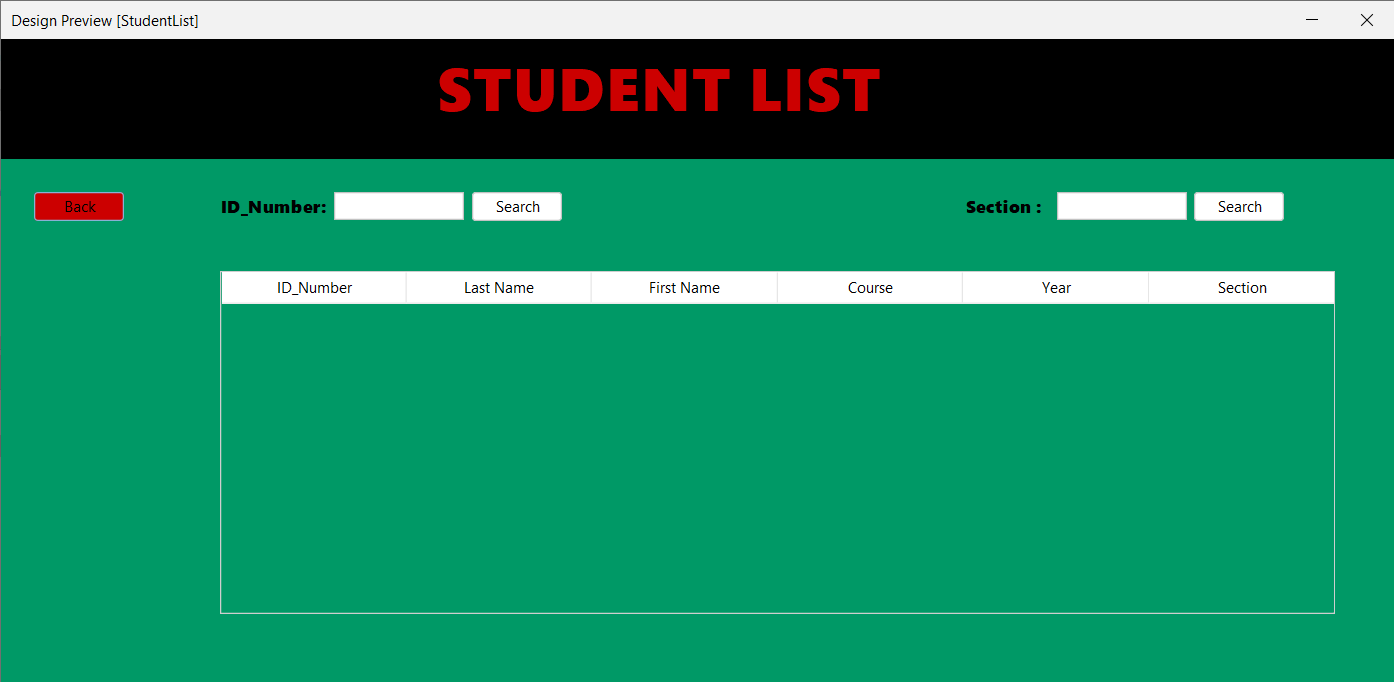 Design Preview [StudentList]
STUDENT LIST
Back ID_Number: Search Section : Search
ID_Number Last Name First Name Course Year Section